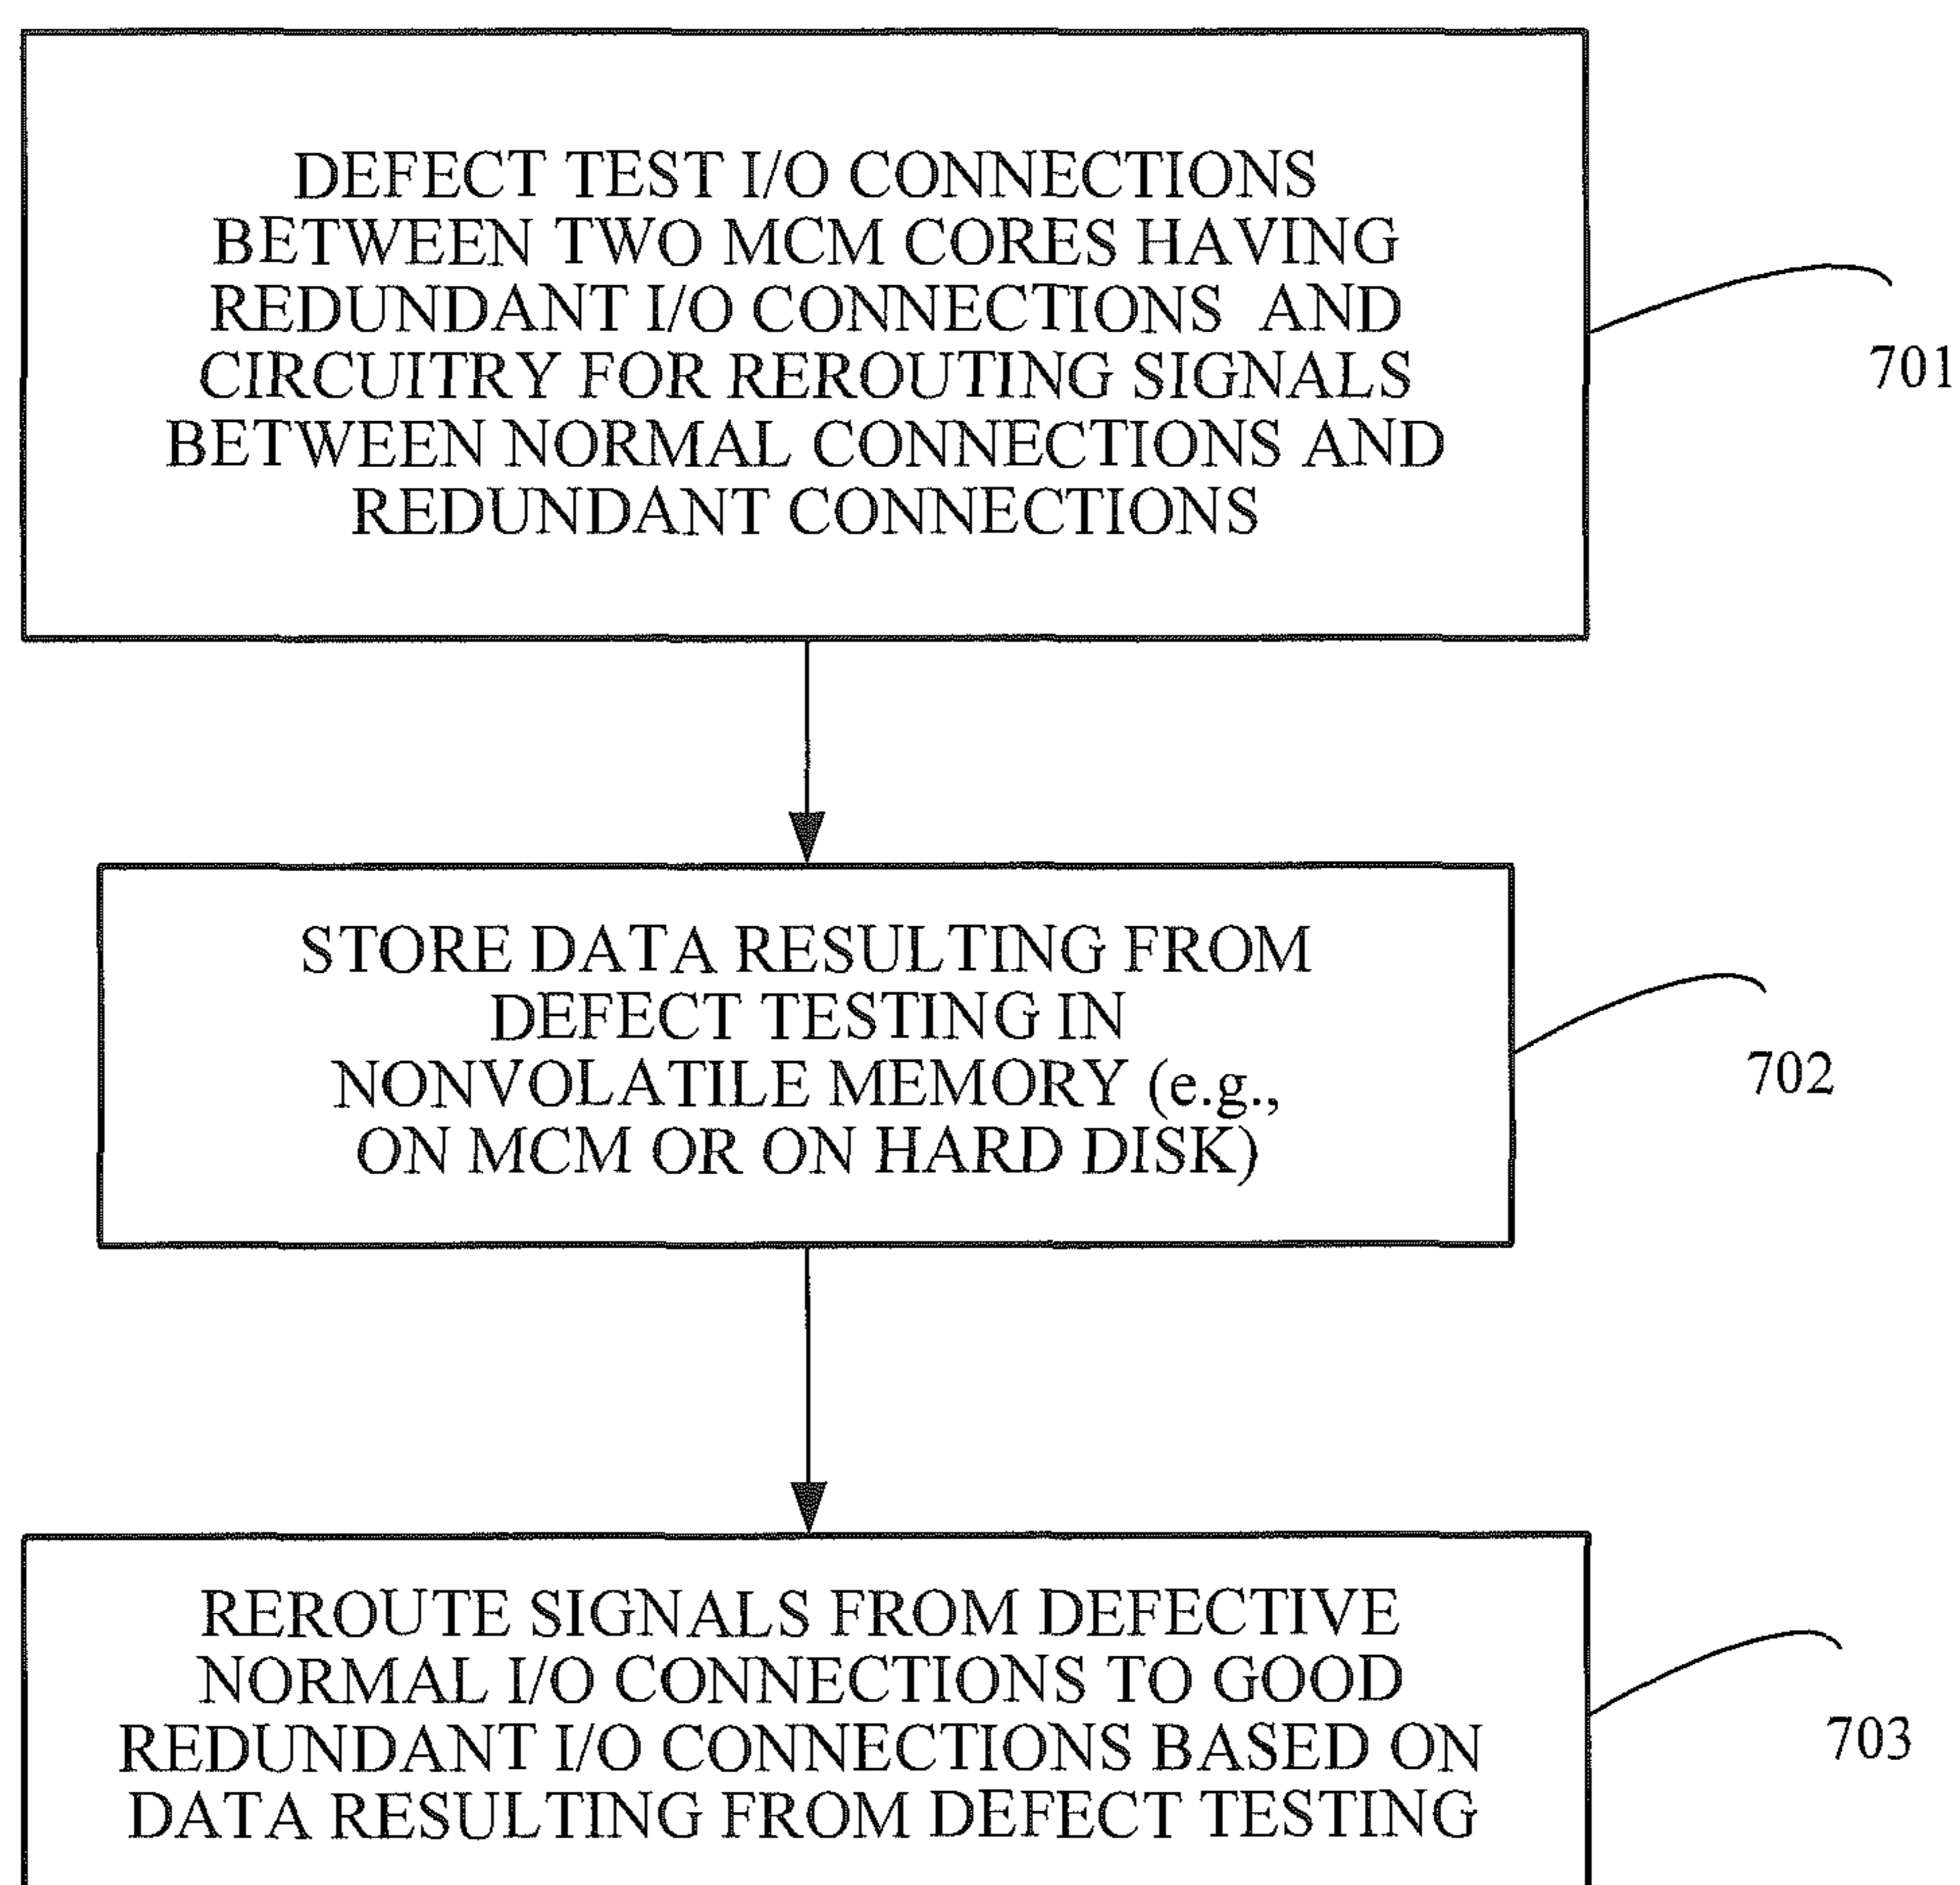 DEFECT TEST I/O CONNECTIONS
BETWEEN TWO MCM CORES HAVING
REDUNDANT I/O CONNECTIONS AND
CIRCUITRY FOR REROUTING SIGNALS
BETWEEN NORMAL CONNECTIONS AND
REDUNDANT CONNECTIONS
701
STORE DATA RESULTING FROM
DEFECT TESTING IN
NONVOLATILE MEMORY (e.g.,
ON MCM OR ON HARD DISK)
702
REROUTE SIGNALS FROM DEFECTIVE
NORMAL I/O CONNECTIONS TO GOOD
REDUNDANT I/O CONNECTIONS BASED ON
DATA RESULTING FROM DEFECT TESTING
703